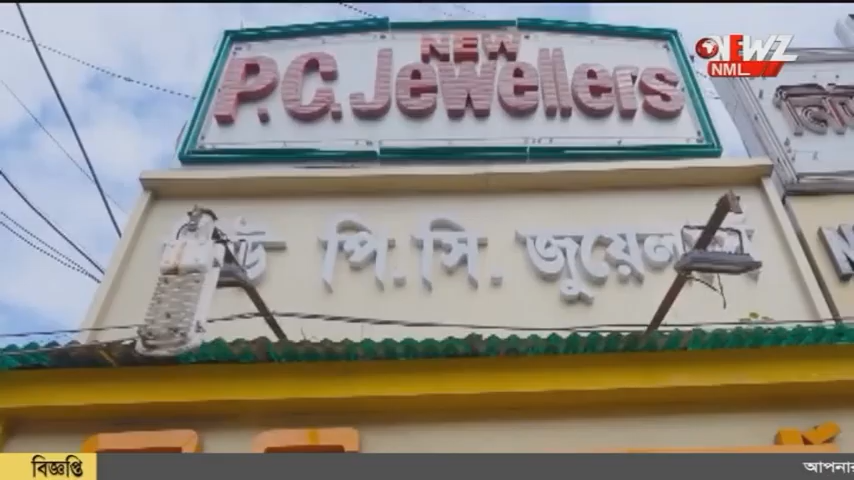 NEW
P.C. Jewellers
NEWZ
NML
পি. সি. জুয়েলার্স
বিজ্ঞপ্তি
আপনার